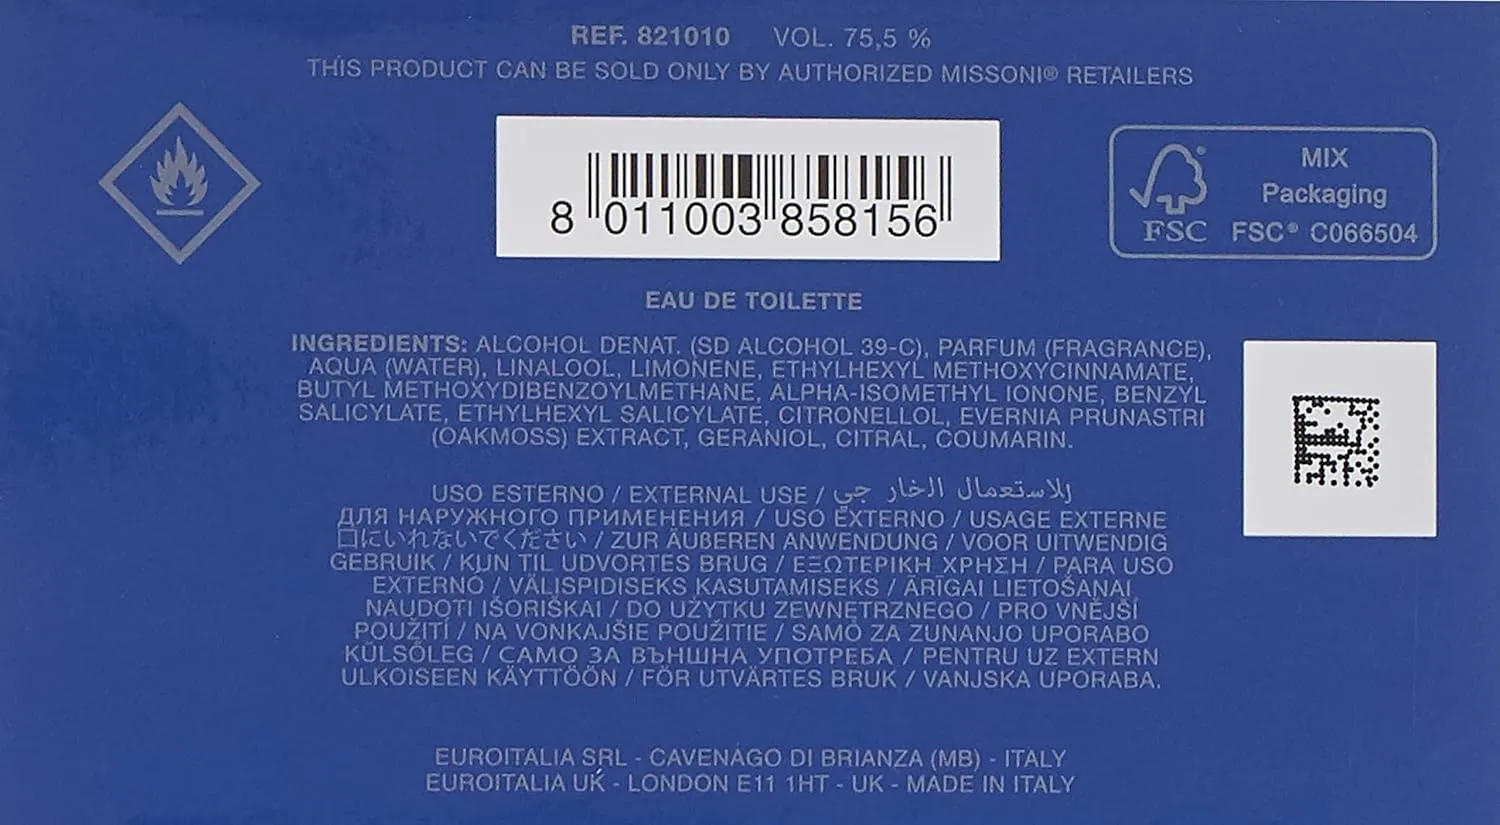 REF. 821010 VOL. 75,5 %
THIS PRODUCT CAN BE SOLD ONLY BY AUTHORIZED MISSONI® RETAILERS
8 011003 858156
MIX
Packaging
FSC FSC® C066504
EAU DE TOILETTE
INGREDIENTS: ALCOHOL DENAT. (SD ALCOHOL 39-C), PARFUM (FRAGRANCE),
AQUA (WATER), LINALOOL, LIMONENE, ETHYLHEXYL METHOXYCINNAMATE,
BUTYL METHOXYDIBENZOYLMETHANE, ALPHA-ISOMETHYL IONONE, BENZYL
SALICYLATE, ETHYLHEXYL SALICYLATE, CITRONELLOL, EVERNIA PRUNASTRI
(OAKMOSS) EXTRACT, GERANIOL, CITRAL, COUMARIN.
USO ESTERNO / EXTERNAL USE / للاستعمال الخارجي
ДЛЯ НАРУЖНОГО ПРИМЕНЕНИЯ / USO EXTERNO / USAGE EXTERNE
口にいれないでください / ZUR ÄUßEREN ANWENDUNG / VOOR UITWENDIG
GEBRUIK / KUN TIL UDVORTES BRUG / ΕΞΩΤΕΡΙΚΗ ΧΡΗΣΗ / PARA USO
EXTERNO / VÄLISPIDISEKS KASUTAMISEKS / ĀRĪGAI LIETOŠANAI
NAUDOTI IŠORIŠKAI / DO UŻYTKU ZEWNĘTRZNEGO / PRO VNĚJŠÍ
POUŽITÍ / NA VONKAJŠIE POUŽITIE / SAMO ZA ZUNANJO UPORABO
KÜLSŐLEG / САМО ЗА ВЪНШНА УПОТРЕБА / PENTRU UZ EXTERN
ULKOISEEN KÄYTTÖÖN / FÖR UTVÄRTES BRUK / VANJSKA UPORABA.
EUROITALIA SRL - CAVENAGO DI BRIANZA (MB) - ITALY
EUROITALIA UK - LONDON E11 1HT - UK - MADE IN ITALY